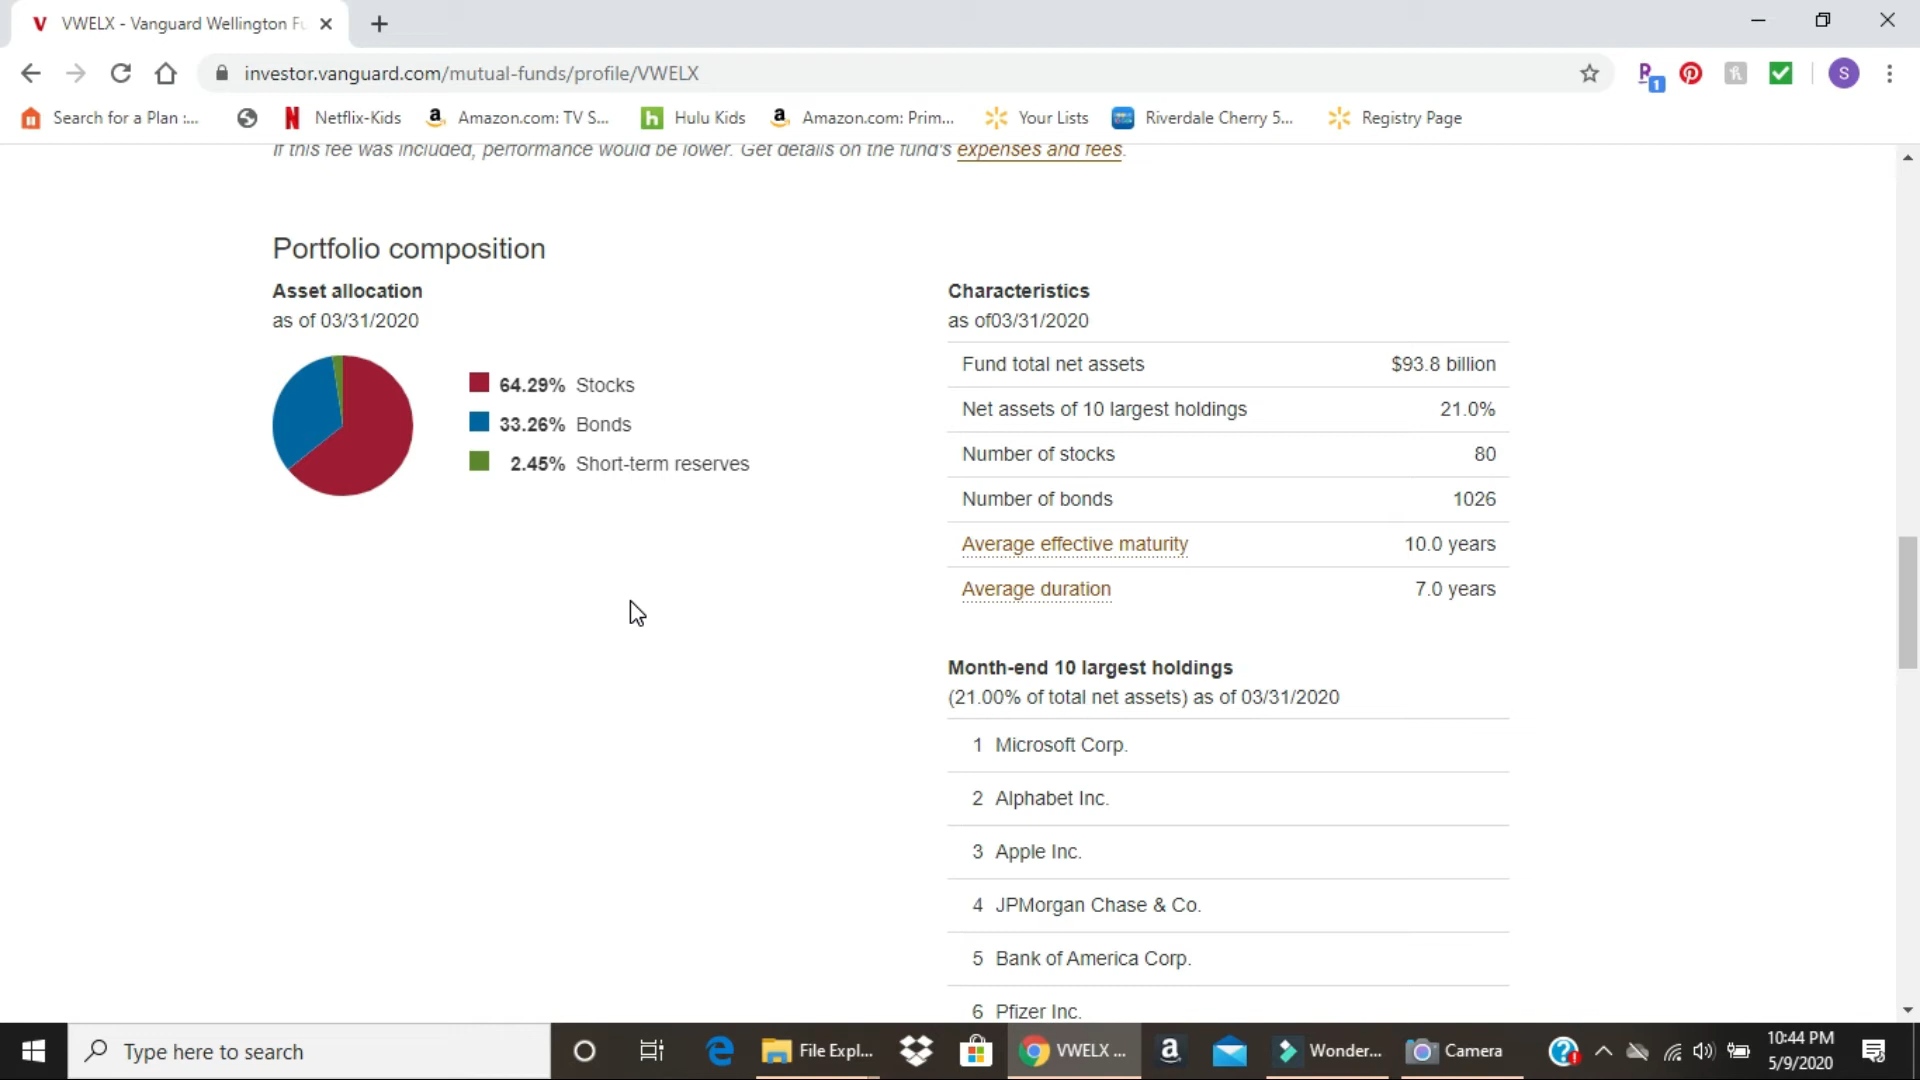 VWELX - Vanguard Wellington Fu
investor.vanguard.com/mutual-funds/profile/VWELX
1
S
Search for a Plan :...
Netflix-Kids
Amazon.com: TV S...
Hulu Kids
Amazon.com: Prim...
Your Lists
Riverdale Cherry 5...
Registry Page
If this fee was included, performance would be lower. Get details on the fund's expenses and fees.
Portfolio composition
Asset allocation
as of 03/31/2020
64.29% Stocks
33.26% Bonds
2.45% Short-term reserves
Characteristics
as of03/31/2020
Fund total net assets $93.8 billion
Net assets of 10 largest holdings 21.0%
Number of stocks 80
Number of bonds 1026
Average effective maturity 10.0 years
Average duration 7.0 years
Month-end 10 largest holdings
(21.00% of total net assets) as of 03/31/2020
1 Microsoft Corp.
2 Alphabet Inc.
3 Apple Inc.
4 JPMorgan Chase & Co.
5 Bank of America Corp.
6 Pfizer Inc.
Type here to search
File Expl...
VWELX ...
Wonder...
Camera
10:44 PM
5/9/2020